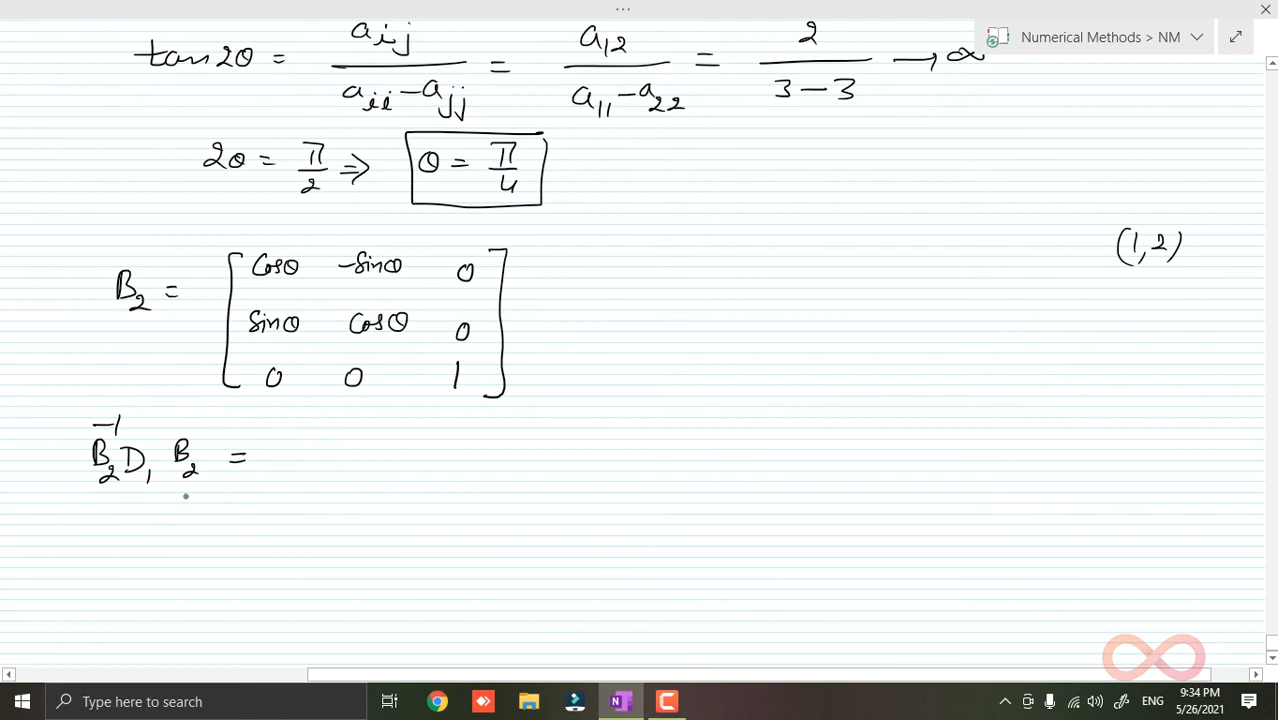 Numerical Methods > NM
tan2θ = aij / aii - ajj = a12 / a11 - a22 = 2 / 3 - 3 → ∞
2θ = π/2 ⇒ θ = π/4
(1, 2)
B2 = [ cosθ -sinθ 0
sinθ cosθ 0
0 0 1 ]
B2^-1 D1 B2 =
Type here to search
ENG
9:34 PM
5/26/2021